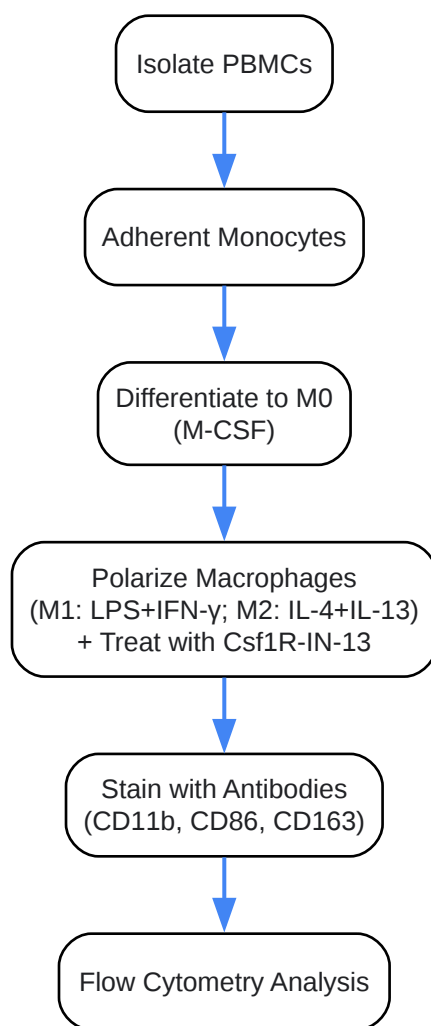 Isolate PBMCs
Adherent Monocytes
Differentiate to M0
(M-CSF)
Polarize Macrophages
(M1: LPS+IFN-γ; M2: IL-4+IL-13)
+ Treat with Csf1R-IN-13
Stain with Antibodies
(CD11b, CD86, CD163)
Flow Cytometry Analysis